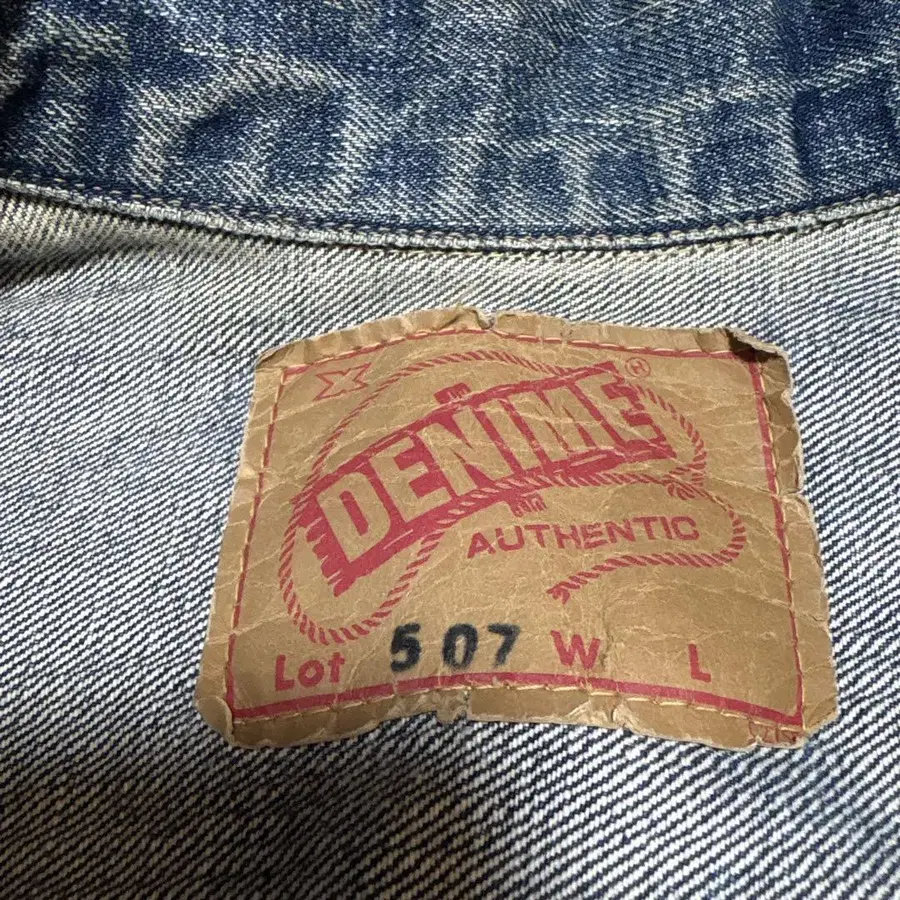 X
DENIME®
AUTHENTIC
Lot 507 W L